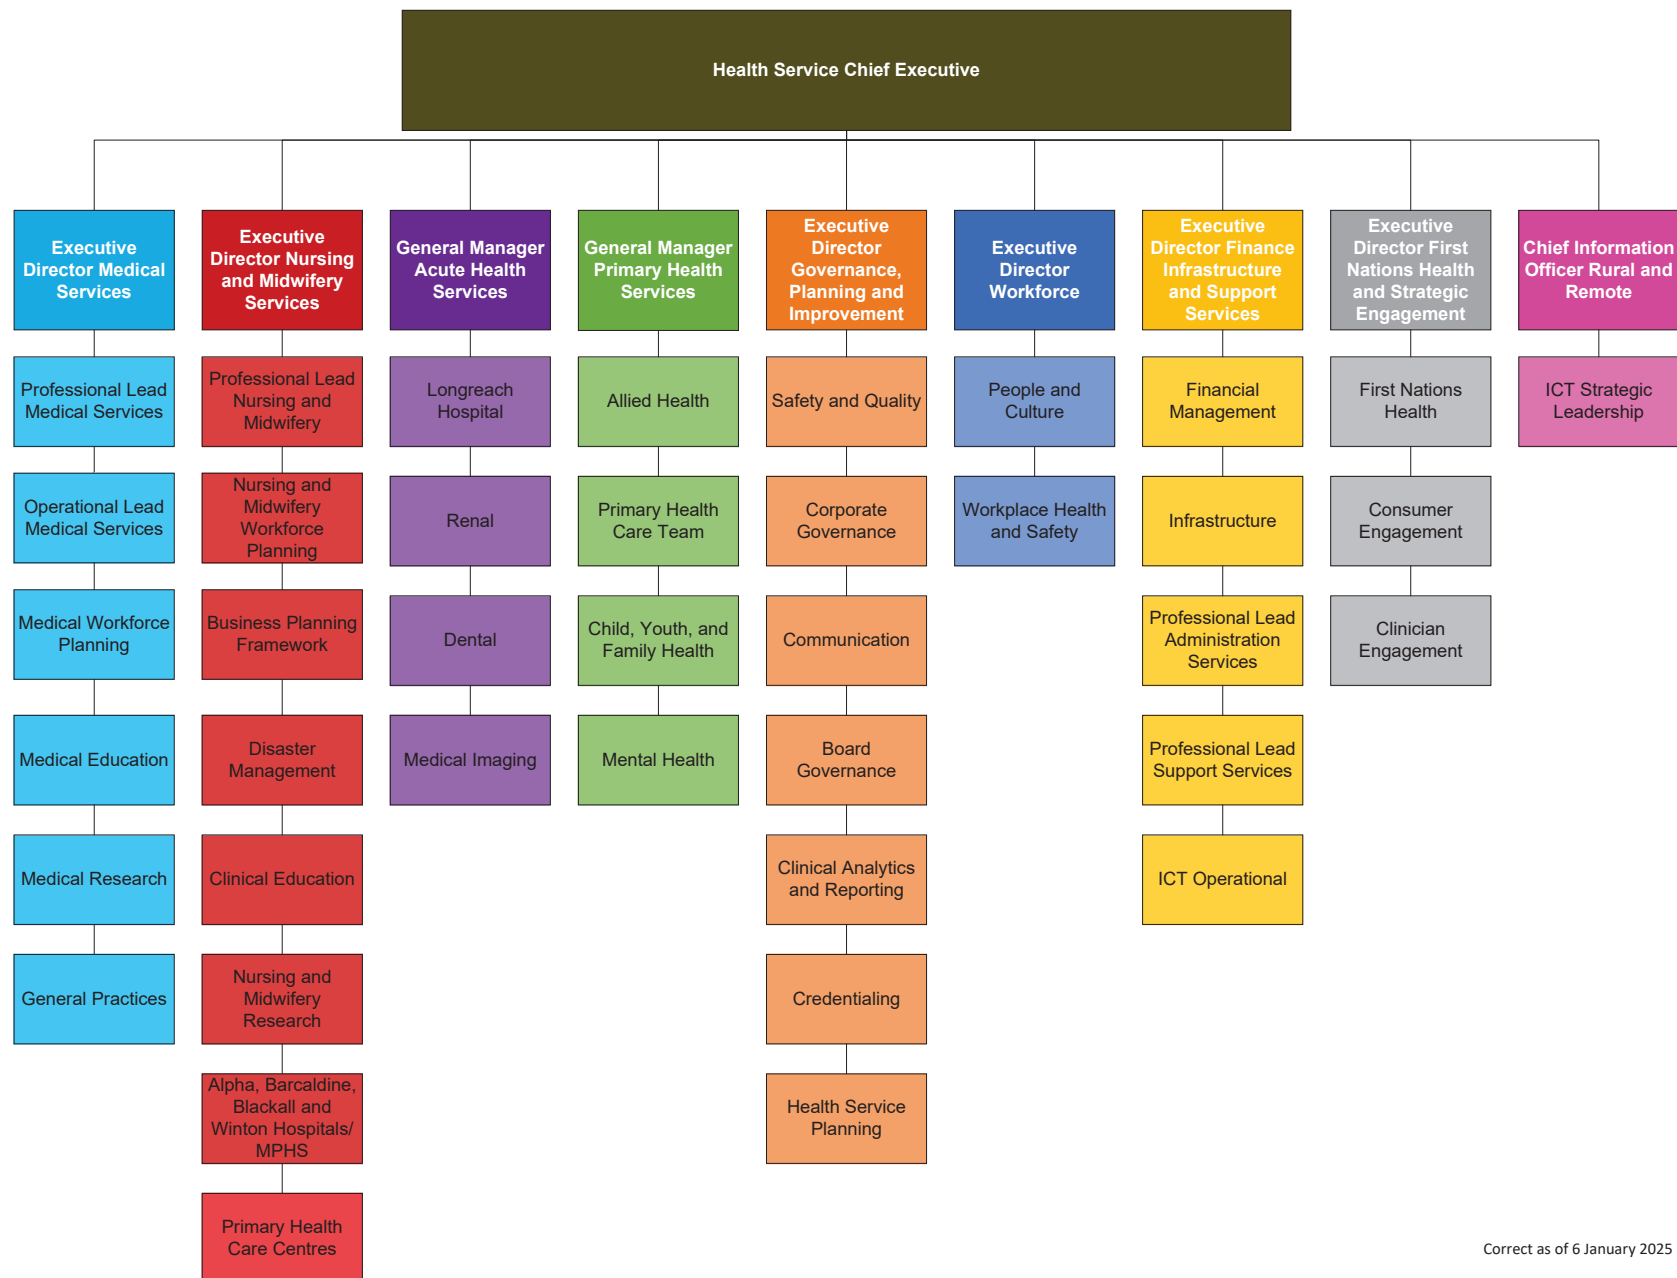 Health Service Chief Executive
Executive
Director Medical
Services
Executive
Director Nursing
and Midwifery
Services
General Manager
Acute Health
Services
General Manager
Primary Health
Services
Executive
Director
Governance,
Planning and
Improvement
Executive
Director
Workforce
Executive
Director Finance
Infrastructure
and Support
Services
Executive
Director First
Nations Health
and Strategic
Engagement
Chief Information
Officer Rural and
Remote
Professional Lead
Medical Services
Professional Lead
Nursing and
Midwifery
Longreach
Hospital
Allied Health
Safety and Quality
People and
Culture
Financial
Management
First Nations
Health
ICT Strategic
Leadership
Operational Lead
Medical Services
Nursing and
Midwifery
Workforce
Planning
Renal
Primary Health
Care Team
Corporate
Governance
Workplace Health
and Safety
Infrastructure
Consumer
Engagement
Medical Workforce
Planning
Business Planning
Framework
Dental
Child, Youth, and
Family Health
Communication
Professional Lead
Administration
Services
Clinician
Engagement
Medical Education
Disaster
Management
Medical Imaging
Mental Health
Board
Governance
Professional Lead
Support Services
Medical Research
Clinical Education
Clinical Analytics
and Reporting
ICT Operational
General Practices
Nursing and
Midwifery
Research
Credentialing
Alpha, Barcaldine,
Blackall and
Winton Hospitals/
MPHS
Health Service
Planning
Primary Health
Care Centres
Correct as of 6 January 2025